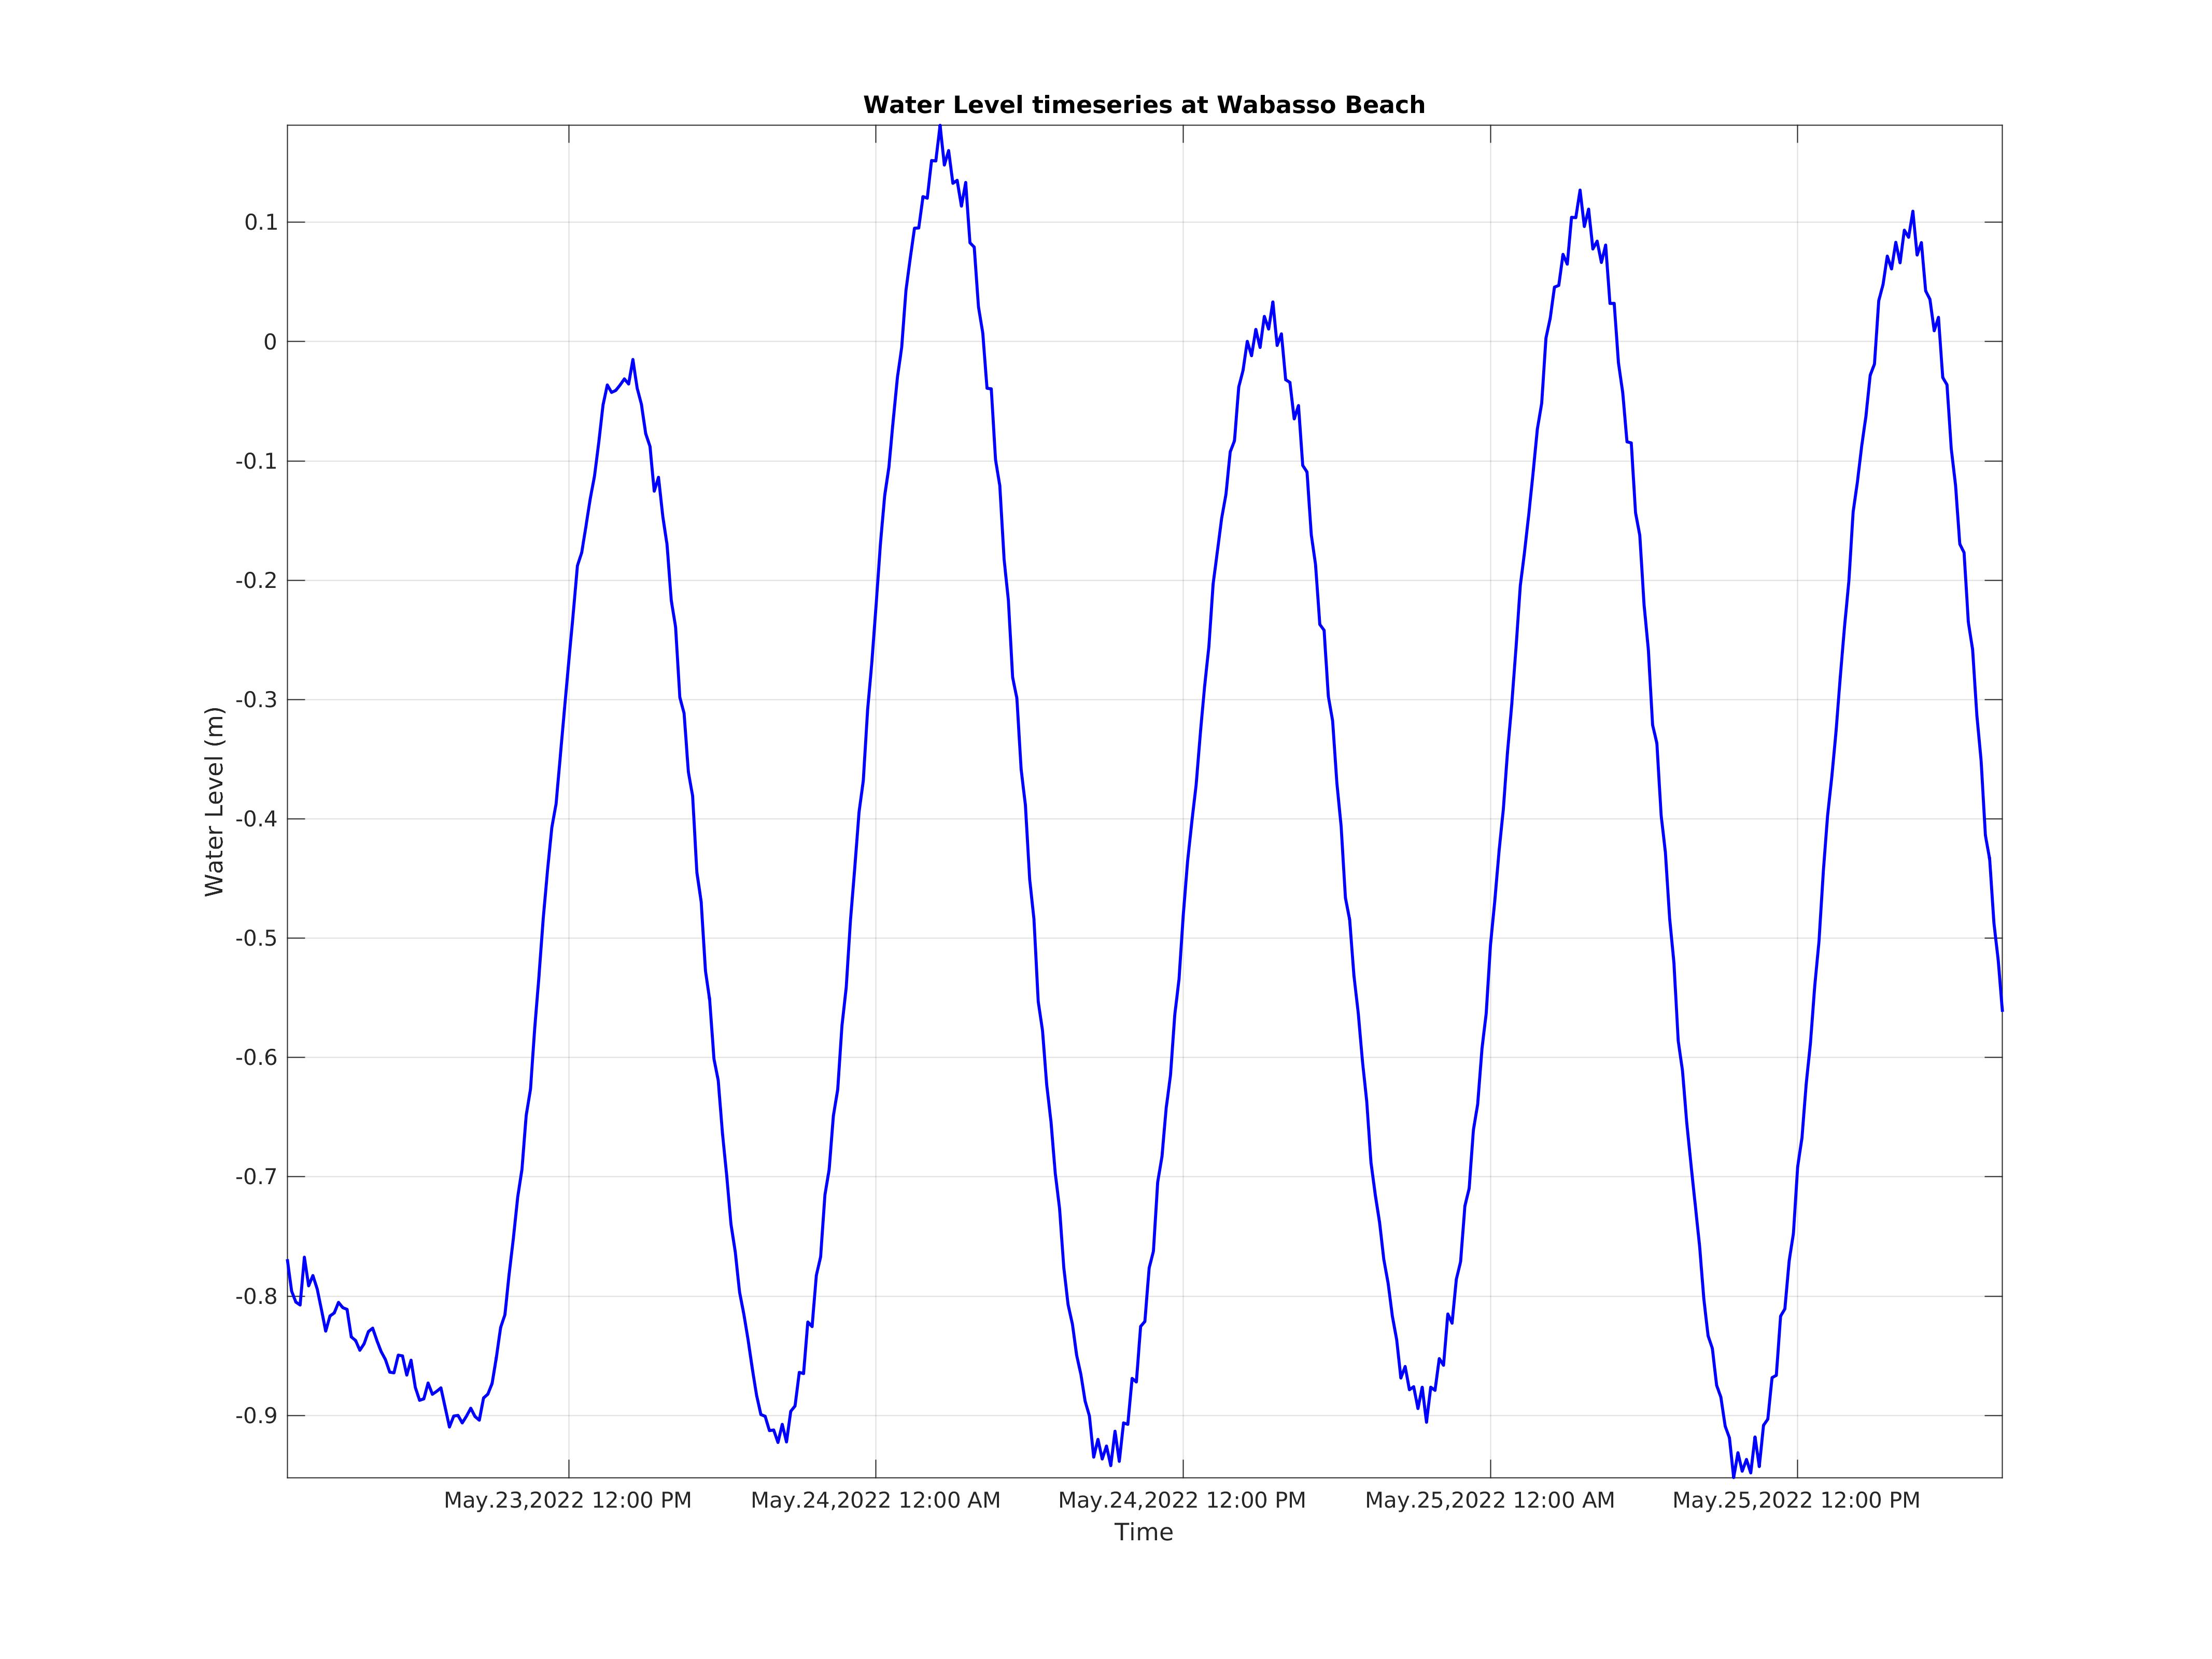 Water Level timeseries at Wabasso Beach
0.1
0
-0.1
-0.2
-0.3
-0.4
-0.5
-0.6
-0.7
-0.8
-0.9
Water Level (m)
May.23,2022 12:00 PM
May.24,2022 12:00 AM
May.24,2022 12:00 PM
May.25,2022 12:00 AM
May.25,2022 12:00 PM
Time